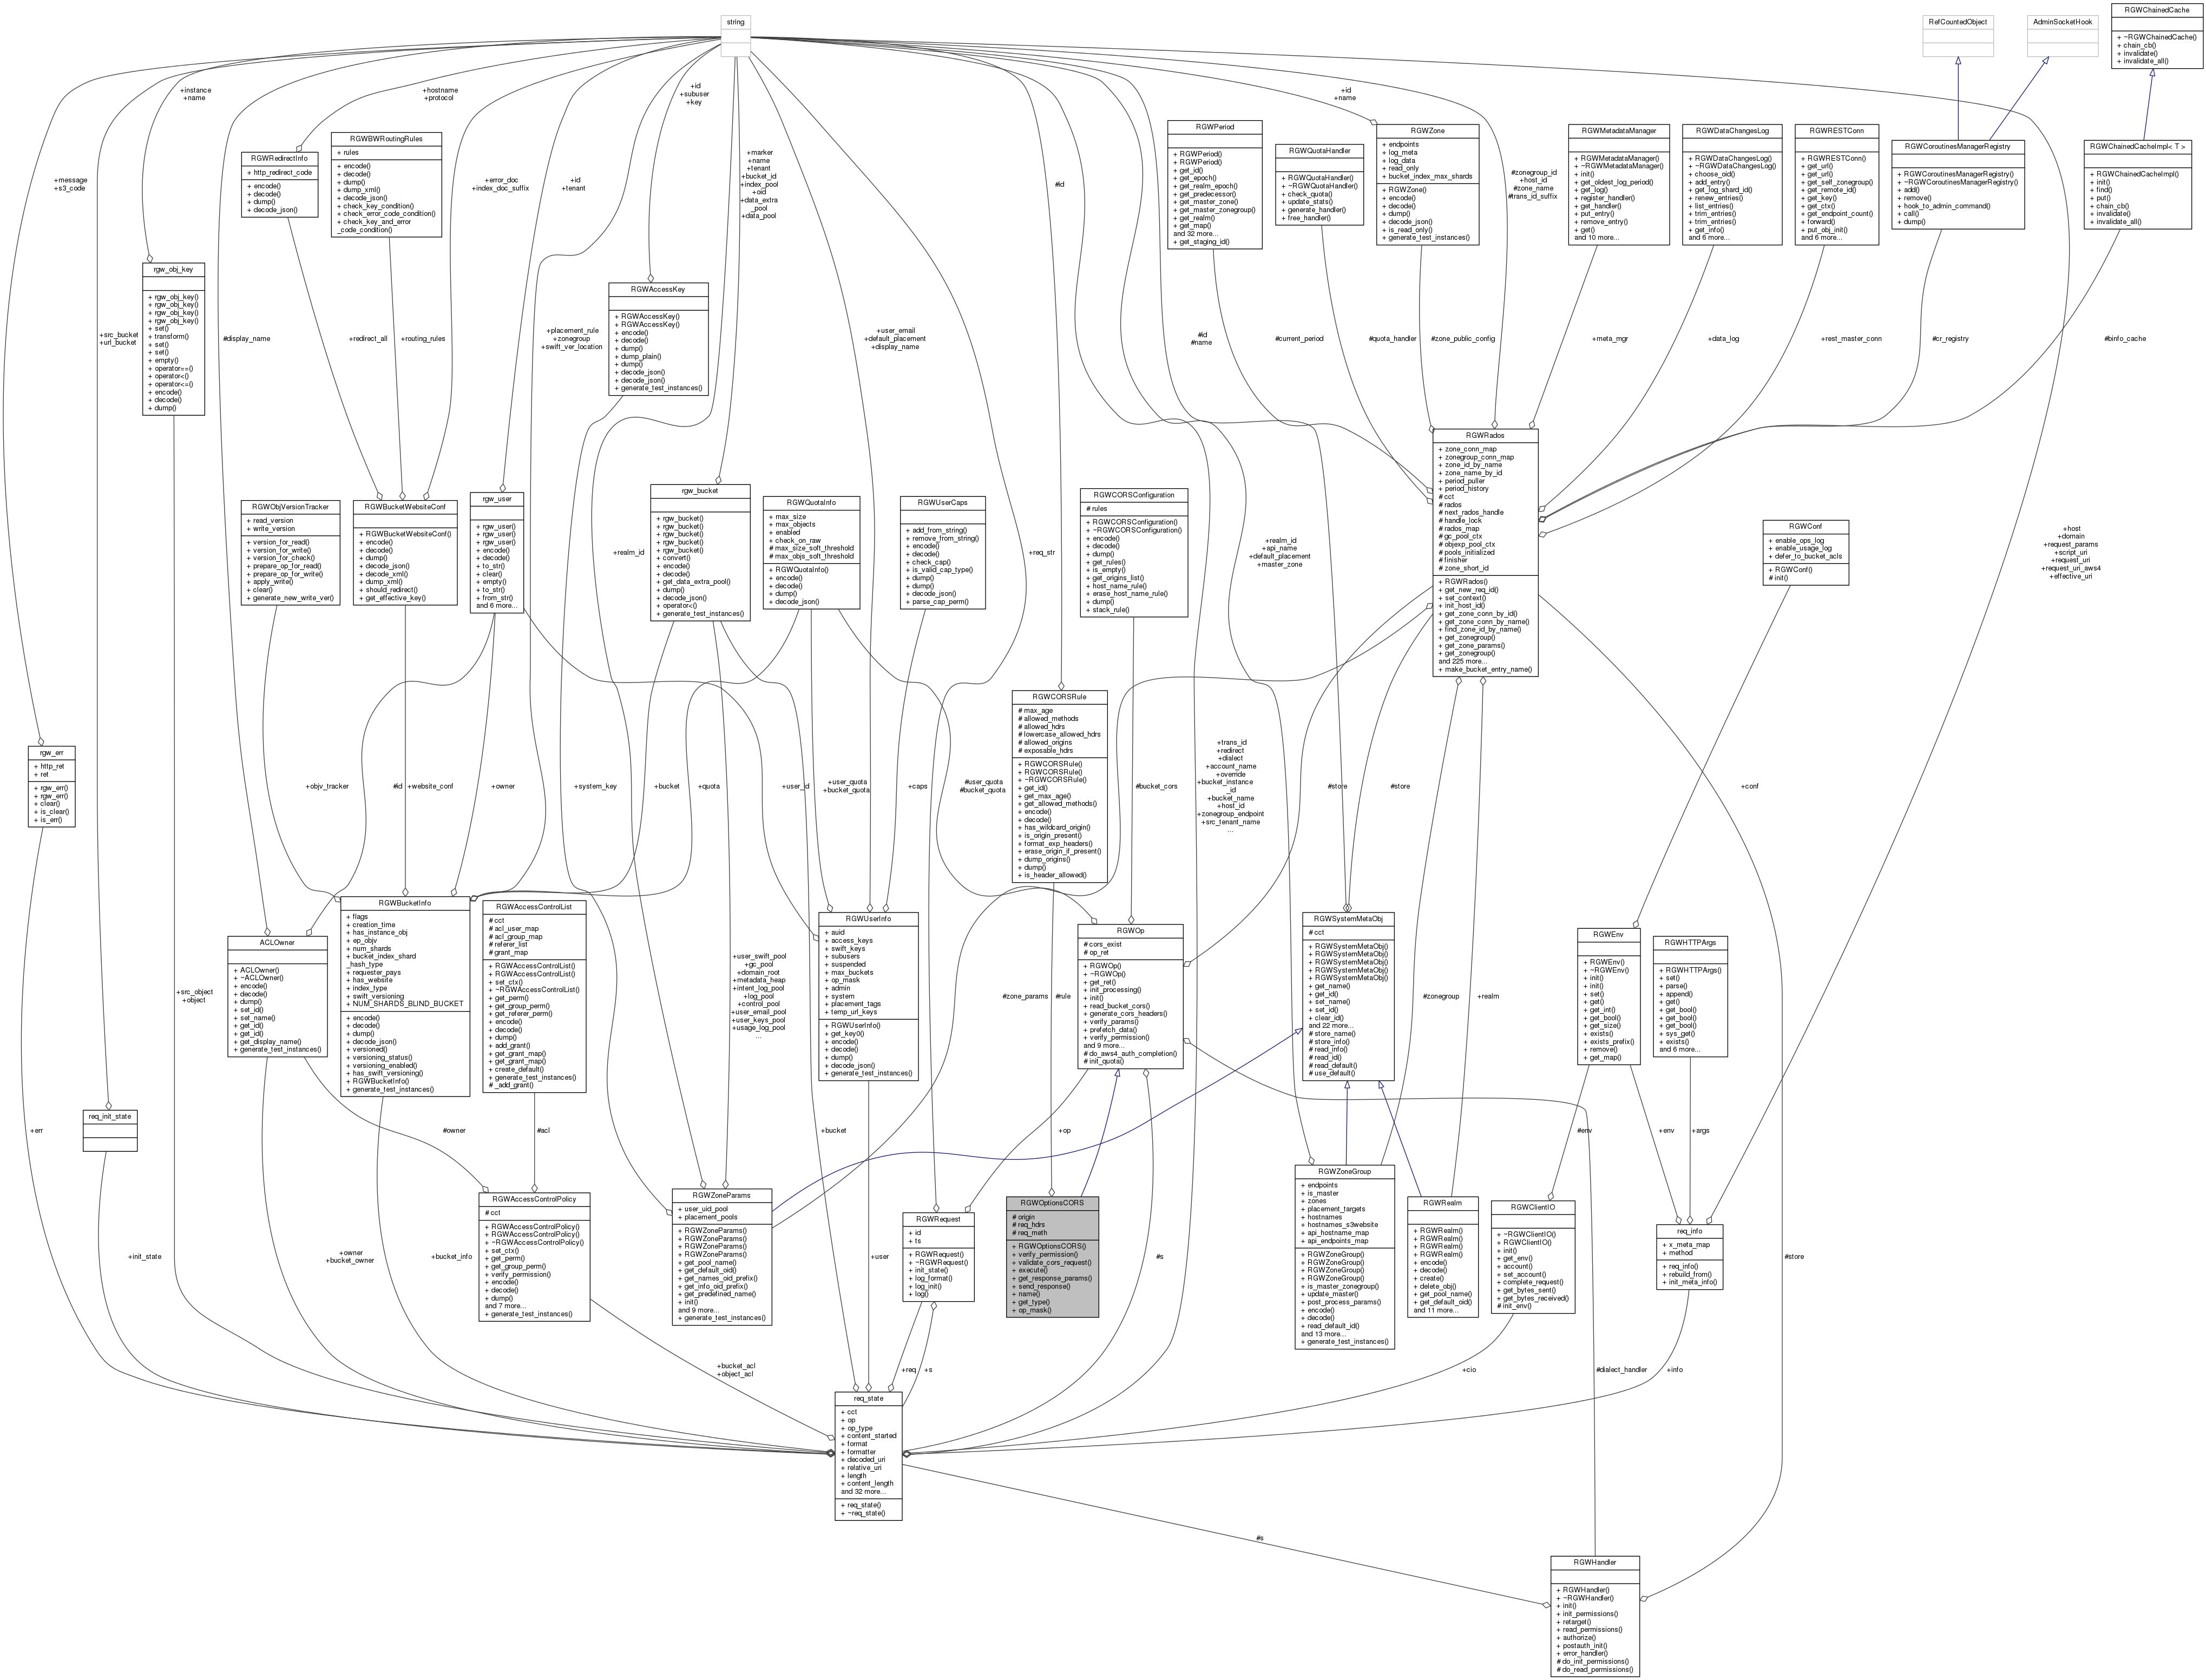 string
RefCountedObject
AdminSocketHook
RGWChainedCache
+ ~RGWChainedCache()
+ chain_cb()
+ invalidate()
+ invalidate_all()
+message
+s3_code
+instance
+name
+hostname
+protocol
+id
+subuser
+key
+id
+name
RGWRedirectInfo
+ http_redirect_code
+ encode()
+ decode()
+ dump()
+ decode_json()
RGWBWRoutingRules
+ rules
+ encode()
+ decode()
+ dump()
+ dump_xml()
+ decode_json()
+ check_key_condition()
+ check_error_code_condition()
+ check_key_and_error
_code_condition()
+error_doc
+index_doc_suffix
+id
+tenant
+marker
+name
+tenant
+bucket_id
+index_pool
+oid
+data_extra
_pool
+data_pool
#id
RGWPeriod
+ RGWPeriod()
+ RGWPeriod()
+ get_id()
+ get_epoch()
+ get_realm_epoch()
+ get_predecessor()
+ get_master_zone()
+ get_master_zonegroup()
+ get_realm()
+ get_map()
and 32 more...
+ get_staging_id()
RGWQuotaHandler
+ RGWQuotaHandler()
+ ~RGWQuotaHandler()
+ check_quota()
+ update_stats()
+ generate_handler()
+ free_handler()
RGWZone
+ endpoints
+ log_meta
+ log_data
+ read_only
+ bucket_index_max_shards
+ RGWZone()
+ encode()
+ decode()
+ dump()
+ decode_json()
+ is_read_only()
+ generate_test_instances()
#zonegroup_id
+host_id
#zone_name
#trans_id_suffix
RGWMetadataManager
+ RGWMetadataManager()
+ ~RGWMetadataManager()
+ init()
+ get_oldest_log_period()
+ get_log()
+ register_handler()
+ get_handler()
+ put_entry()
+ remove_entry()
+ get()
and 10 more...
RGWDataChangesLog
+ RGWDataChangesLog()
+ ~RGWDataChangesLog()
+ choose_oid()
+ add_entry()
+ get_log_shard_id()
+ renew_entries()
+ list_entries()
+ trim_entries()
+ trim_entries()
+ get_info()
and 6 more...
RGWRESTConn
+ RGWRESTConn()
+ get_url()
+ get_url()
+ get_self_zonegroup()
+ get_remote_id()
+ get_key()
+ get_ctx()
+ get_endpoint_count()
+ forward()
+ put_obj_init()
and 6 more...
RGWCoroutinesManagerRegistry
+ RGWCoroutinesManagerRegistry()
+ ~RGWCoroutinesManagerRegistry()
+ add()
+ remove()
+ hook_to_admin_command()
+ call()
+ dump()
RGWChainedCacheImpl< T >
+ RGWChainedCacheImpl()
+ init()
+ find()
+ put()
+ chain_cb()
+ invalidate()
+ invalidate_all()
rgw_obj_key
+ rgw_obj_key()
+ rgw_obj_key()
+ rgw_obj_key()
+ rgw_obj_key()
+ set()
+ transform()
+ set()
+ set()
+ empty()
+ operator==()
+ operator<()
+ operator<=()
+ encode()
+ decode()
+ dump()
RGWAccessKey
+ RGWAccessKey()
+ RGWAccessKey()
+ encode()
+ decode()
+ dump()
+ dump_plain()
+ dump()
+ decode_json()
+ decode_json()
+ generate_test_instances()
+src_bucket
+url_bucket
#display_name
+redirect_all
+routing_rules
+placement_rule
+zonegroup
+swift_ver_location
+user_email
+default_placement
+display_name
#id
#name
#current_period
#quota_handler
#zone_public_config
+meta_mgr
+data_log
+rest_master_conn
#cr_registry
#binfo_cache
RGWObjVersionTracker
+ read_version
+ write_version
+ version_for_read()
+ version_for_write()
+ version_for_check()
+ prepare_op_for_read()
+ prepare_op_for_write()
+ apply_write()
+ clear()
+ generate_new_write_ver()
RGWBucketWebsiteConf
+ RGWBucketWebsiteConf()
+ encode()
+ decode()
+ dump()
+ decode_json()
+ decode_xml()
+ dump_xml()
+ should_redirect()
+ get_effective_key()
rgw_user
+ rgw_user()
+ rgw_user()
+ rgw_user()
+ encode()
+ decode()
+ to_str()
+ clear()
+ empty()
+ to_str()
+ from_str()
and 6 more...
+realm_id
rgw_bucket
+ rgw_bucket()
+ rgw_bucket()
+ rgw_bucket()
+ rgw_bucket()
+ rgw_bucket()
+ convert()
+ encode()
+ decode()
+ get_data_extra_pool()
+ dump()
+ decode_json()
+ operator<()
+ generate_test_instances()
RGWQuotaInfo
+ max_size
+ max_objects
+ enabled
+ check_on_raw
# max_size_soft_threshold
# max_objs_soft_threshold
+ RGWQuotaInfo()
+ encode()
+ decode()
+ dump()
+ decode_json()
RGWUserCaps
+ add_from_string()
+ remove_from_string()
+ encode()
+ decode()
+ check_cap()
+ is_valid_cap_type()
+ dump()
+ dump()
+ decode_json()
+ parse_cap_perm()
+req_str
RGWCORSConfiguration
# rules
+ RGWCORSConfiguration()
+ ~RGWCORSConfiguration()
+ encode()
+ decode()
+ dump()
+ get_rules()
+ is_empty()
+ get_origins_list()
+ host_name_rule()
+ erase_host_name_rule()
+ dump()
+ stack_rule()
+realm_id
+api_name
+default_placement
+master_zone
RGWRados
+ zone_conn_map
+ zonegroup_conn_map
+ zone_id_by_name
+ zone_name_by_id
+ period_puller
+ period_history
# cct
# rados
# next_rados_handle
# handle_lock
# rados_map
# gc_pool_ctx
# objexp_pool_ctx
# pools_initialized
# finisher
# zone_short_id
+ RGWRados()
+ get_new_req_id()
+ set_context()
+ init_host_id()
+ get_zone_conn_by_id()
+ get_zone_conn_by_name()
+ find_zone_id_by_name()
+ get_zonegroup()
+ get_zone_params()
+ get_zonegroup()
and 225 more...
+ make_bucket_entry_name()
RGWConf
+ enable_ops_log
+ enable_usage_log
+ defer_to_bucket_acls
+ RGWConf()
# init()
+host
+domain
+request_params
+script_uri
+request_uri
+request_uri_aws4
+effective_uri
rgw_err
+ http_ret
+ ret
+ rgw_err()
+ rgw_err()
+ clear()
+ is_clear()
+ is_err()
+objv_tracker
#id
+website_conf
+owner
+system_key
+bucket
+quota
+user_id
+user_quota
+bucket_quota
+caps
#user_quota
#bucket_quota
RGWCORSRule
# max_age
# allowed_methods
# allowed_hdrs
# lowercase_allowed_hdrs
# allowed_origins
# exposable_hdrs
+ RGWCORSRule()
+ RGWCORSRule()
+ ~RGWCORSRule()
+ get_id()
+ get_max_age()
+ get_allowed_methods()
+ encode()
+ decode()
+ has_wildcard_origin()
+ is_origin_present()
+ format_exp_headers()
+ erase_origin_if_present()
+ dump_origins()
+ dump()
+ is_header_allowed()
#bucket_cors
+trans_id
+redirect
+dialect
+account_name
+override
+bucket_instance
_id
+bucket_name
+host_id
+zonegroup_endpoint
+src_tenant_name
...
#store
#store
+conf
ACLOwner
+ ACLOwner()
+ ~ACLOwner()
+ encode()
+ decode()
+ dump()
+ set_id()
+ set_name()
+ get_id()
+ get_id()
+ get_display_name()
+ generate_test_instances()
RGWBucketInfo
+ flags
+ creation_time
+ has_instance_obj
+ ep_objv
+ num_shards
+ bucket_index_shard
_hash_type
+ requester_pays
+ has_website
+ index_type
+ swift_versioning
+ NUM_SHARDS_BLIND_BUCKET
+ encode()
+ decode()
+ dump()
+ decode_json()
+ versioned()
+ versioning_status()
+ versioning_enabled()
+ has_swift_versioning()
+ RGWBucketInfo()
+ generate_test_instances()
RGWAccessControlList
# cct
# acl_user_map
# acl_group_map
# referer_list
# grant_map
+ RGWAccessControlList()
+ RGWAccessControlList()
+ set_ctx()
+ ~RGWAccessControlList()
+ get_perm()
+ get_group_perm()
+ get_referer_perm()
+ encode()
+ decode()
+ dump()
+ add_grant()
+ get_grant_map()
+ get_grant_map()
+ create_default()
+ generate_test_instances()
# _add_grant()
+src_object
+object
+user_swift_pool
+gc_pool
+domain_root
+metadata_heap
+intent_log_pool
+log_pool
+control_pool
+user_email_pool
+user_keys_pool
+usage_log_pool
...
RGWUserInfo
+ auid
+ access_keys
+ swift_keys
+ subusers
+ suspended
+ max_buckets
+ op_mask
+ admin
+ system
+ placement_tags
+ temp_url_keys
+ RGWUserInfo()
+ get_key0()
+ encode()
+ decode()
+ dump()
+ decode_json()
+ generate_test_instances()
#zone_params
#rule
RGWOp
# cors_exist
# op_ret
+ RGWOp()
+ ~RGWOp()
+ get_ret()
+ init_processing()
+ init()
+ read_bucket_cors()
+ generate_cors_headers()
+ verify_params()
+ prefetch_data()
+ verify_permission()
and 9 more...
# do_aws4_auth_completion()
# init_quota()
RGWSystemMetaObj
# cct
+ RGWSystemMetaObj()
+ RGWSystemMetaObj()
+ RGWSystemMetaObj()
+ RGWSystemMetaObj()
+ RGWSystemMetaObj()
+ get_name()
+ get_id()
+ set_name()
+ set_id()
+ clear_id()
and 22 more...
# store_name()
# store_info()
# read_info()
# read_id()
# read_default()
# use_default()
#zonegroup
+realm
RGWEnv
+ RGWEnv()
+ ~RGWEnv()
+ init()
+ init()
+ set()
+ get()
+ get_int()
+ get_bool()
+ get_size()
+ exists()
+ exists_prefix()
+ remove()
+ get_map()
RGWHTTPArgs
+ RGWHTTPArgs()
+ set()
+ parse()
+ append()
+ get()
+ get_bool()
+ get_bool()
+ get_bool()
+ sys_get()
+ exists()
and 6 more...
req_init_state
+err
#owner
#acl
+bucket
+op
#env
+env
+args
RGWAccessControlPolicy
# cct
+ RGWAccessControlPolicy()
+ RGWAccessControlPolicy()
+ ~RGWAccessControlPolicy()
+ set_ctx()
+ get_perm()
+ get_group_perm()
+ verify_permission()
+ encode()
+ decode()
+ dump()
and 7 more...
+ generate_test_instances()
RGWZoneParams
+ user_uid_pool
+ placement_pools
+ RGWZoneParams()
+ RGWZoneParams()
+ RGWZoneParams()
+ RGWZoneParams()
+ get_pool_name()
+ get_default_oid()
+ get_names_oid_prefix()
+ get_info_oid_prefix()
+ get_predefined_name()
+ init()
and 9 more...
+ generate_test_instances()
RGWRequest
+ id
+ ts
+ RGWRequest()
+ ~RGWRequest()
+ init_state()
+ log_format()
+ log_init()
+ log()
RGWOptionsCORS
# origin
# req_hdrs
# req_meth
+ RGWOptionsCORS()
+ verify_permission()
+ validate_cors_request()
+ execute()
+ get_response_params()
+ send_response()
+ name()
+ get_type()
+ op_mask()
RGWZoneGroup
+ endpoints
+ is_master
+ zones
+ placement_targets
+ hostnames
+ hostnames_s3website
+ api_hostname_map
+ api_endpoints_map
+ RGWZoneGroup()
+ RGWZoneGroup()
+ RGWZoneGroup()
+ RGWZoneGroup()
+ is_master_zonegroup()
+ update_master()
+ post_process_params()
+ encode()
+ decode()
+ read_default_id()
and 13 more...
+ generate_test_instances()
RGWRealm
+ RGWRealm()
+ RGWRealm()
+ RGWRealm()
+ RGWRealm()
+ encode()
+ decode()
+ create()
+ delete_obj()
+ get_pool_name()
+ get_default_oid()
and 11 more...
RGWClientIO
+ ~RGWClientIO()
+ RGWClientIO()
+ init()
+ get_env()
+ account()
+ set_account()
+ complete_request()
+ get_bytes_sent()
+ get_bytes_received()
# init_env()
req_info
+ x_meta_map
+ method
+ req_info()
+ rebuild_from()
+ init_meta_info()
+init_state
+owner
+bucket_owner
+bucket_info
+user
#s
#store
+bucket_acl
+object_acl
+req
+s
+cio
#dialect_handler
+info
req_state
+ cct
+ op
+ op_type
+ content_started
+ format
+ formatter
+ decoded_uri
+ relative_uri
+ length
+ content_length
and 32 more...
+ req_state()
+ ~req_state()
#s
RGWHandler
+ RGWHandler()
+ ~RGWHandler()
+ init()
+ init_permissions()
+ retarget()
+ read_permissions()
+ authorize()
+ postauth_init()
+ error_handler()
# do_init_permissions()
# do_read_permissions()